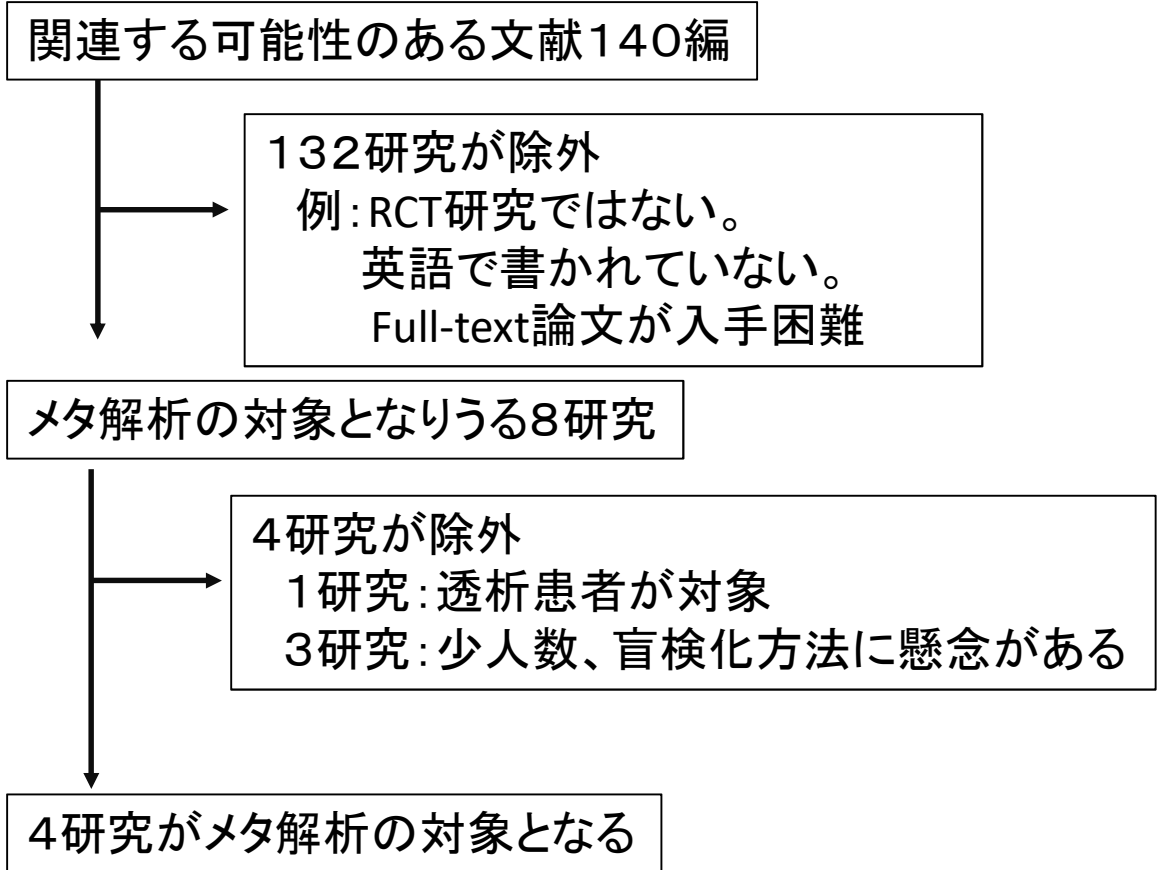 関連する可能性のある文献１４０編
１３２研究が除外
例：RCT研究ではない。
英語で書かれていない。
Full-text論文が入手困難
メタ解析の対象となりうる８研究
４研究が除外
１研究：透析患者が対象
３研究：少人数、盲検化方法に懸念がある
４研究がメタ解析の対象となる